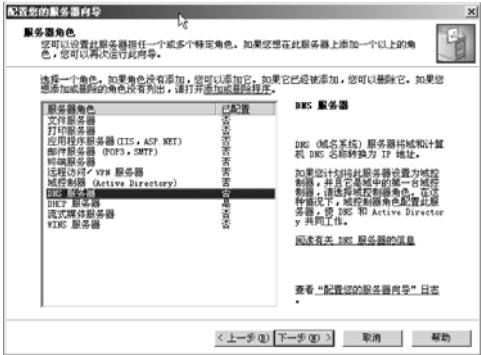 配置您的服务器向导
服务器角色
您可以设置此服务器担任一个或多个特定角色。如果您想在此服务器上添加一个以上的角
色，您可以再次运行此向导。
选择一个角色。如果角色没有添加，您可以添加它。如果它已经被添加，您可以删除它。如果您
想添加或删除的角色没有列出，请打开添加或删除程序。
服务器角色 已配置
文件服务器 否
打印服务器 否
应用程序服务器(IIS，ASP.NET) 否
邮件服务器 (POP3，SMTP) 否
终端服务器 否
远程访问/VPN 服务器 否
域控制器 (Active Directory) 否
DNS 服务器 否
DHCP 服务器 是
流式媒体服务器 否
WINS 服务器 否
DNS 服务器
DNS (域名系统) 服务器将域和计算
机 DNS 名称转换为 IP 地址。
如果您计划将此服务器设置为域控
制器，并且它是域中的第一台域控
制器，请选择域控制器角色。在这
种情况下，域控制器角色配置此服
务器，使 DNS 和 Active Director
y 共同工作。
阅读有关 DNS 服务器的信息
查看 “配置您的服务器向导” 日志
。
< 上一步(B) 下一步(N) > 取消 帮助